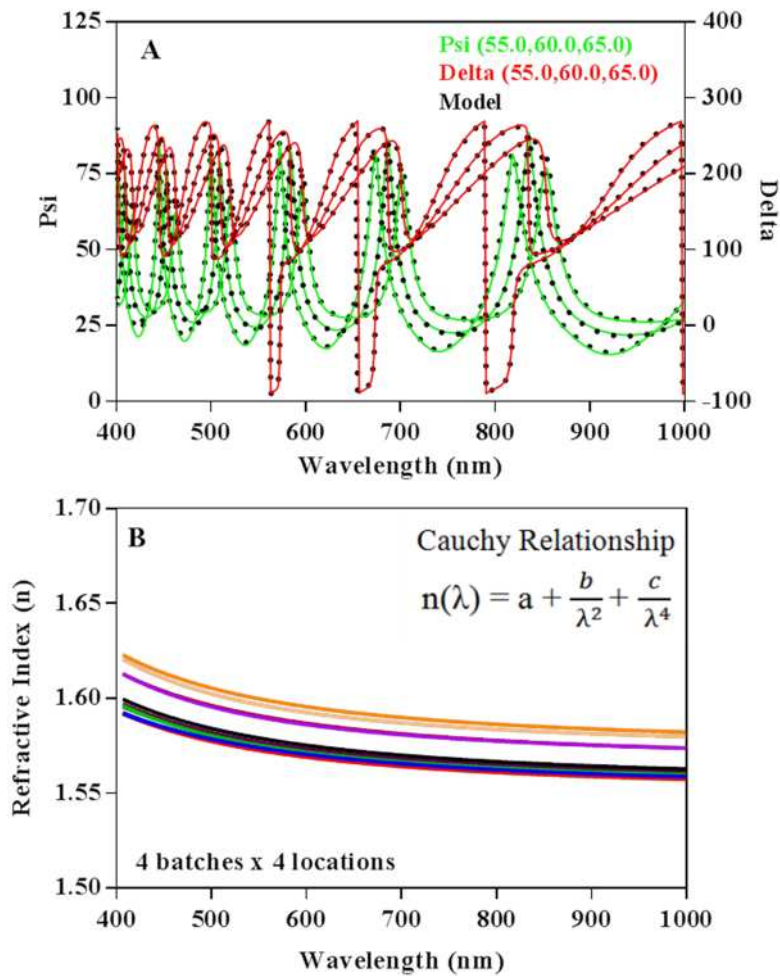 125
100
75
50
25
0
400
300
200
100
0
-100
A
Psi (55.0,60.0,65.0)
Delta (55.0,60.0,65.0)
Model
Psi
Delta
400 500 600 700 800 900 1000
Wavelength (nm)
1.70
1.65
1.60
1.55
1.50
B
Cauchy Relationship
n(λ) = a + b/λ² + c/λ⁴
Refractive Index (n)
4 batches x 4 locations
400 500 600 700 800 900 1000
Wavelength (nm)